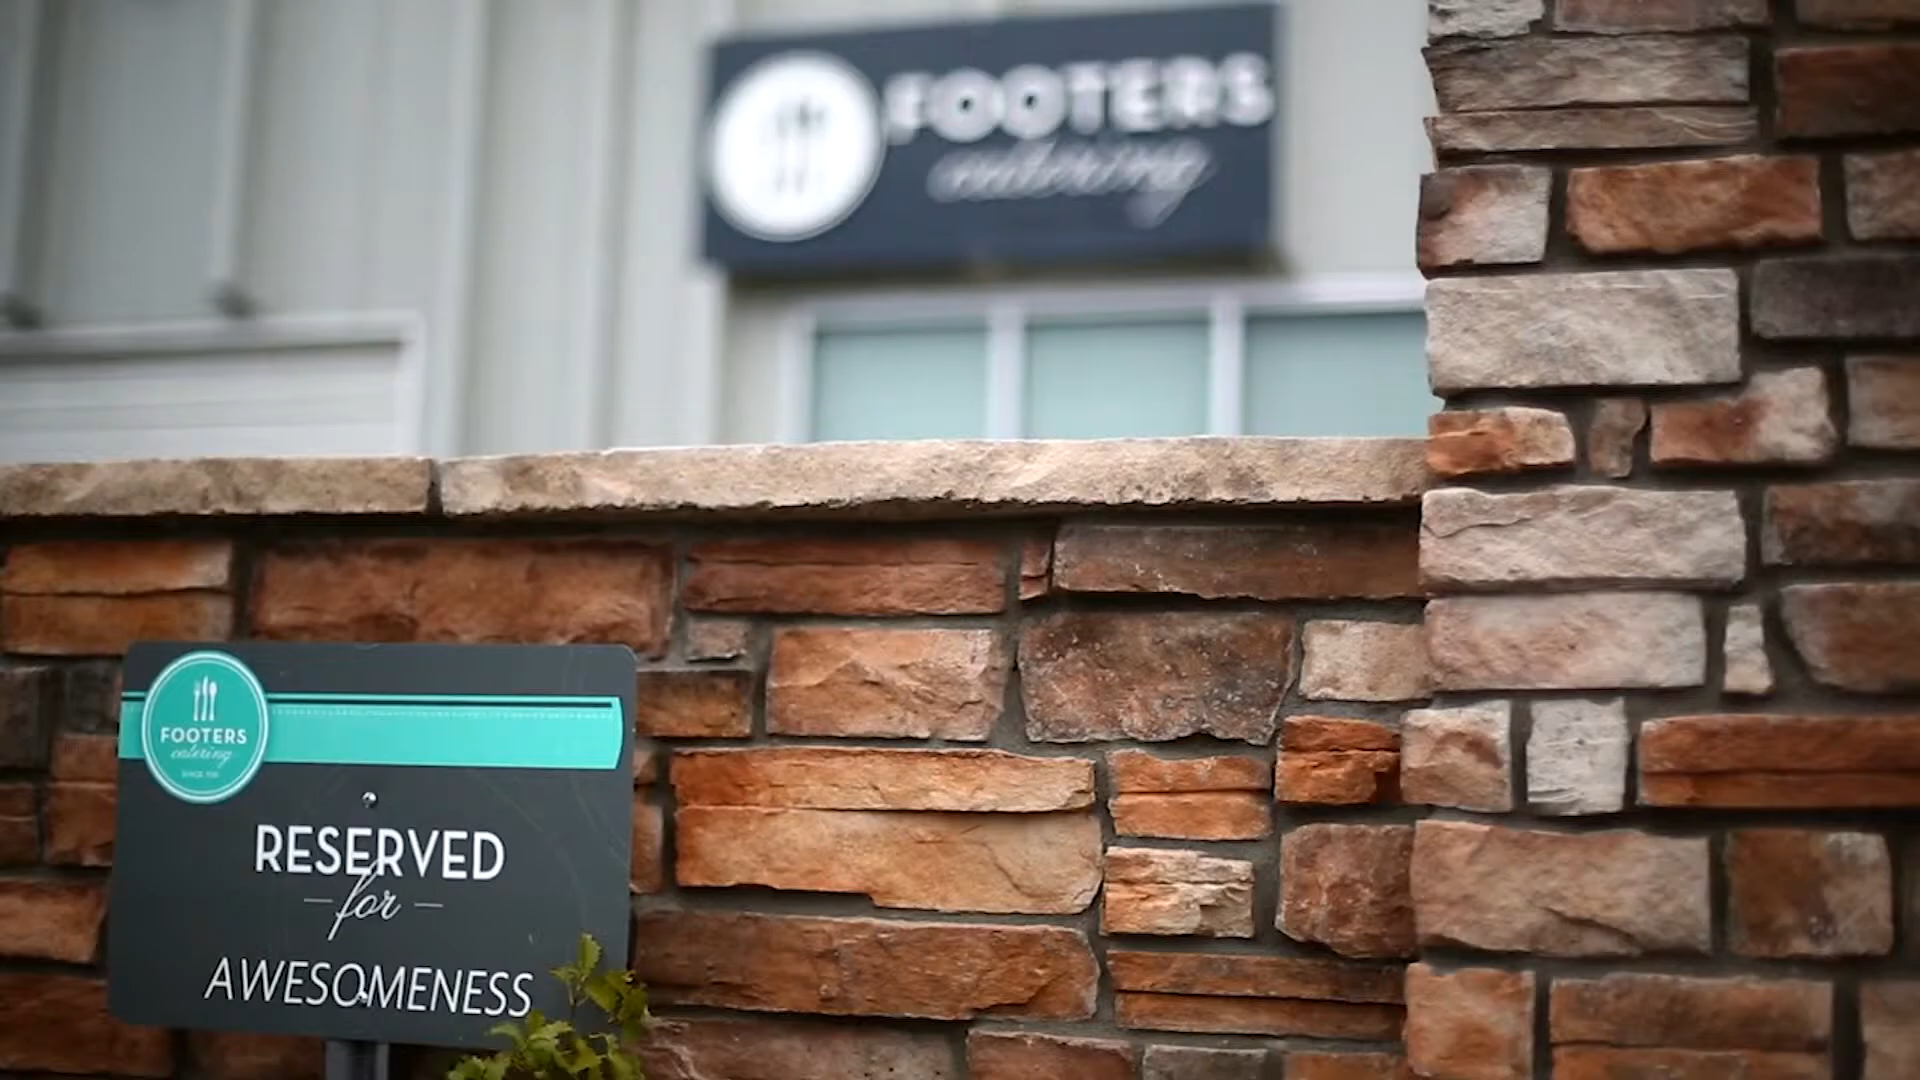 FOOTERS
catering
FOOTERS
catering
RESERVED
for
AWESOMENESS